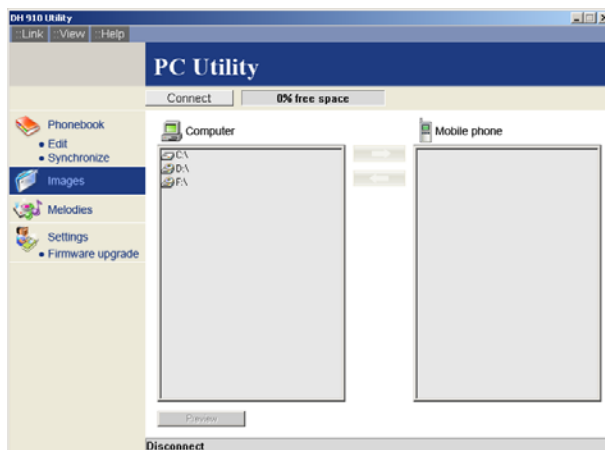 DH 910 Utility
::Link ::View ::Help
PC Utility
Connect 0% free space
Phonebook
• Edit
• Synchronize
Images
Melodies
Settings
• Firmware upgrade
Computer
C:\
D:\
F:\
Mobile phone
Preview
Disconnect